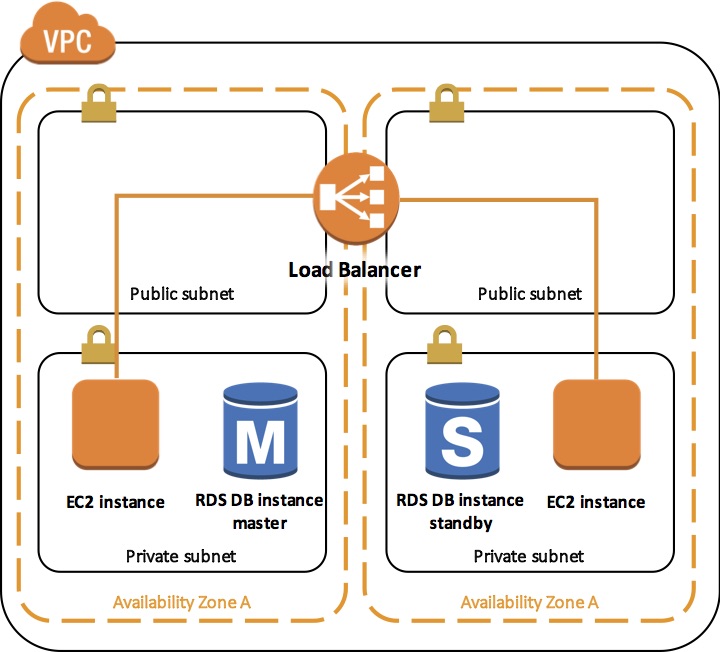 VPC
Load Balancer
Public subnet
Public subnet
M
S
EC2 instance
RDS DB instance
master
RDS DB instance
standby
EC2 instance
Private subnet
Private subnet
Availability Zone A
Availability Zone A